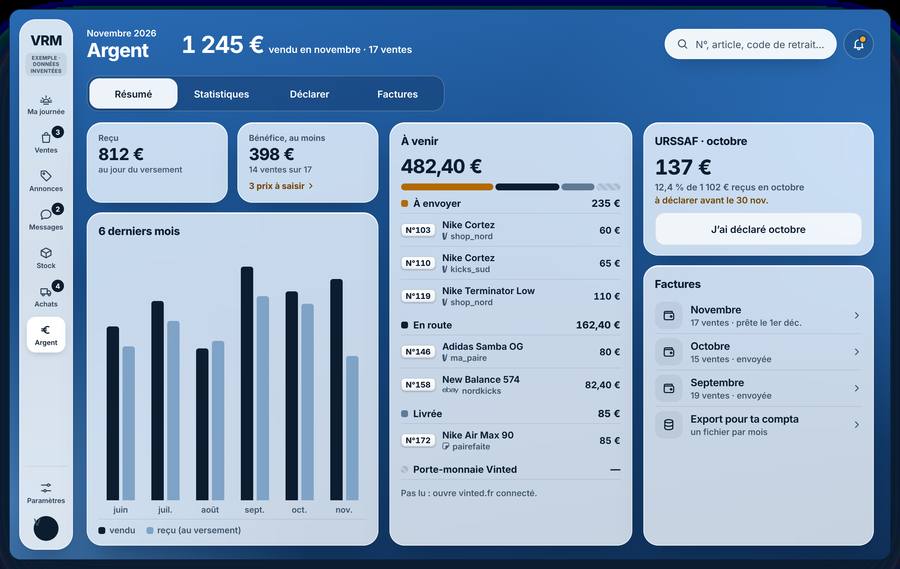 VRM
EXEMPLE · DONNÉES INVENTÉES
Ma journée
3
Ventes
Annonces
2
Messages
Stock
4
Achats
€
Argent
Paramètres
Novembre 2026
Argent
1 245 € vendu en novembre · 17 ventes
N°, article, code de retrait…
Résumé
Statistiques
Déclarer
Factures
Reçu
812 €
au jour du versement
Bénéfice, au moins
398 €
14 ventes sur 17
3 prix à saisir
6 derniers mois
juin juil. août sept. oct. nov.
vendu reçu (au versement)
À venir
482,40 €
À envoyer 235 €
N°103 Nike Cortez 60 €
shop_nord
N°110 Nike Cortez 65 €
kicks_sud
N°119 Nike Terminator Low 110 €
shop_nord
En route 162,40 €
N°146 Adidas Samba OG 80 €
ma_paire
N°158 New Balance 574 82,40 €
ebay nordkicks
Livrée 85 €
N°172 Nike Air Max 90 85 €
pairefaite
Porte-monnaie Vinted —
Pas lu : ouvre vinted.fr connecté.
URSSAF · octobre
137 €
12,4 % de 1 102 € reçus en octobre
à déclarer avant le 30 nov.
J’ai déclaré octobre
Factures
Novembre
17 ventes · prête le 1er déc.
Octobre
15 ventes · envoyée
Septembre
19 ventes · envoyée
Export pour ta compta
un fichier par mois